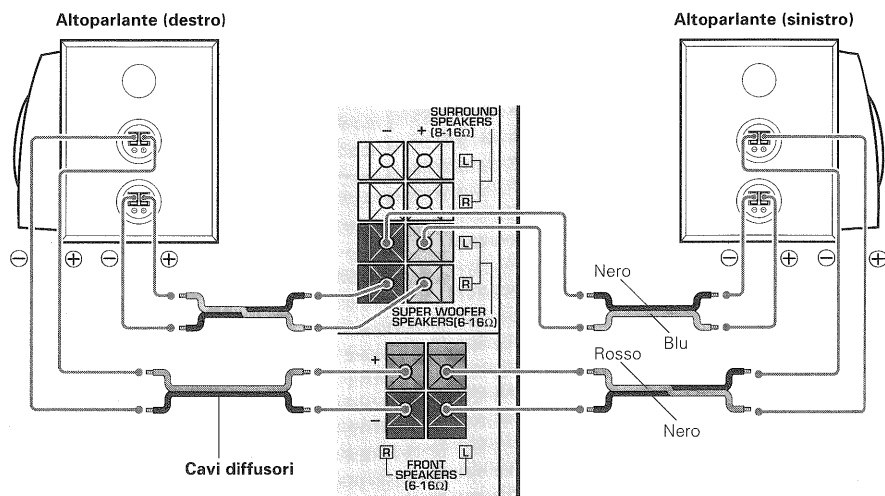 Altoparlante (destro)
Altoparlante (sinistro)
SURROUND
SPEAKERS
(8-16Ω)
- +
L
R
L
R
SUPER WOOFER
SPEAKERS(6-16Ω)
⊖ ⊕ ⊖ ⊕
⊖ ⊕ ⊖ ⊕
Nero
Blu
Rosso
Nero
+
-
R
L
FRONT
SPEAKERS
(6-16Ω)
Cavi diffusori